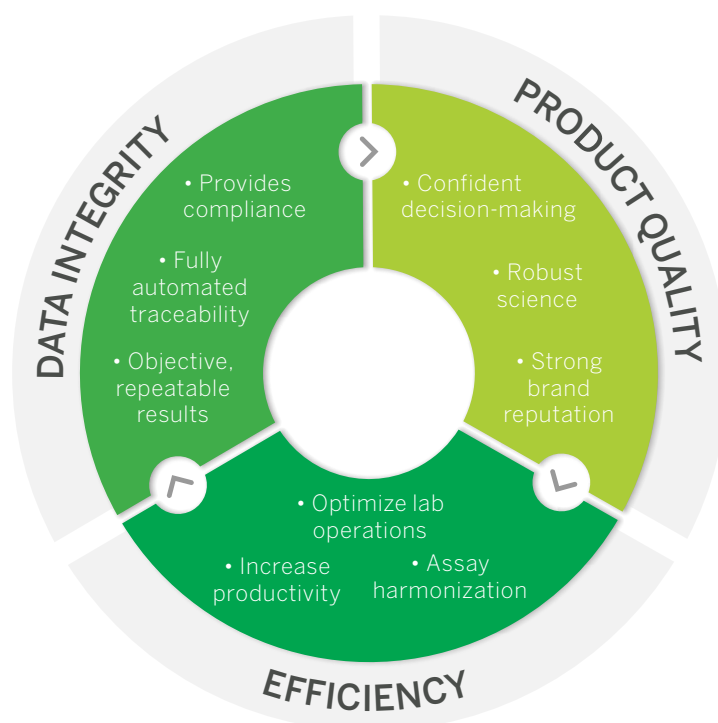 DATA INTEGRITY
• Provides
compliance
• Fully
automated
traceability
• Objective,
repeatable
results
PRODUCT QUALITY
• Confident
decision-making
• Robust
science
• Strong
brand
reputation
• Optimize lab
operations
• Increase
productivity
• Assay
harmonization
EFFICIENCY